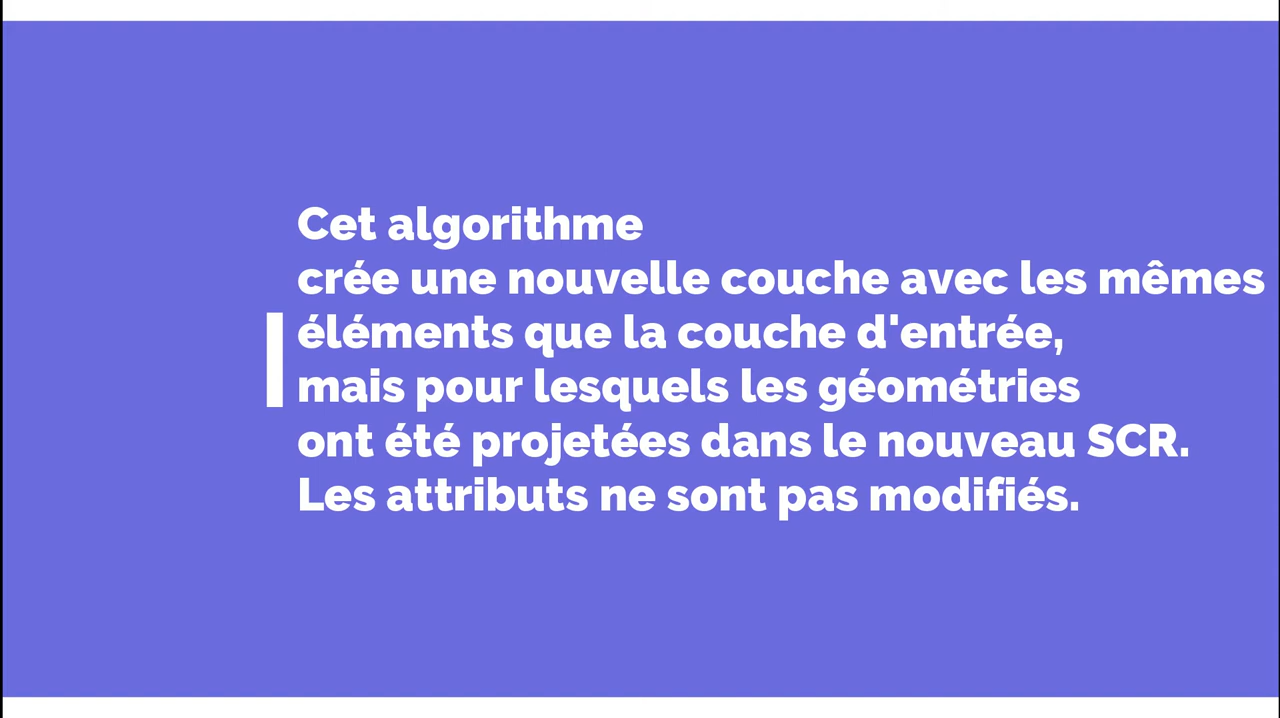 Cet algorithme
crée une nouvelle couche avec les mêmes
éléments que la couche d'entrée,
mais pour lesquels les géométries
ont été projetées dans le nouveau SCR.
Les attributs ne sont pas modifiés.